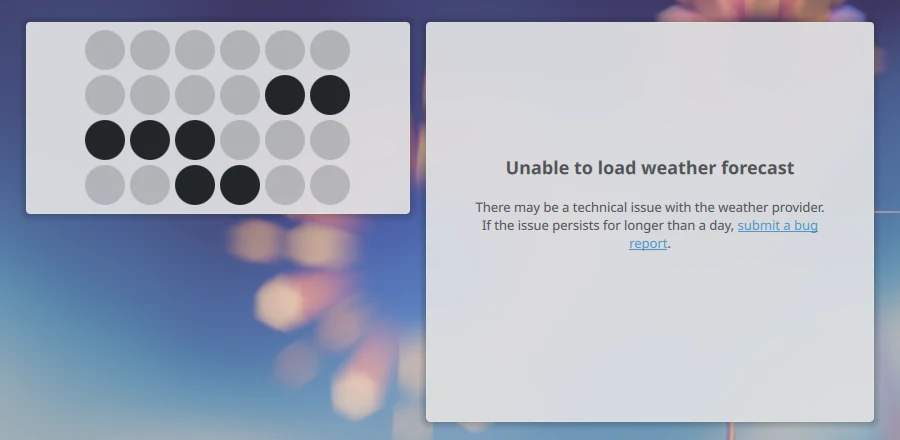 Unable to load weather forecast
There may be a technical issue with the weather provider.
If the issue persists for longer than a day, submit a bug
report.